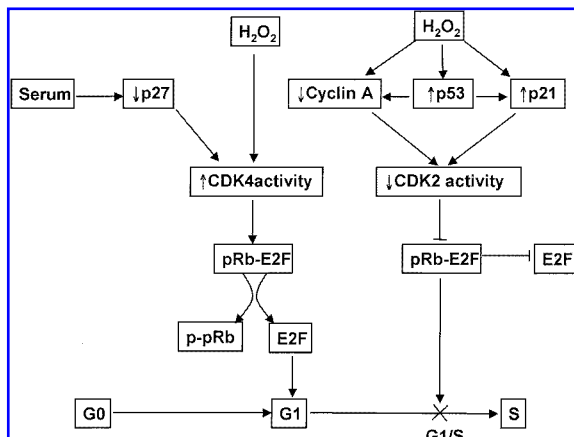 H₂O₂ H₂O₂
Serum ↓p27 ↓Cyclin A ↑p53 ↑p21
↑CDK4activity ↓CDK2 activity
pRb-E2F pRb-E2F E2F
p-pRb E2F
G0 G1 S
G1/S